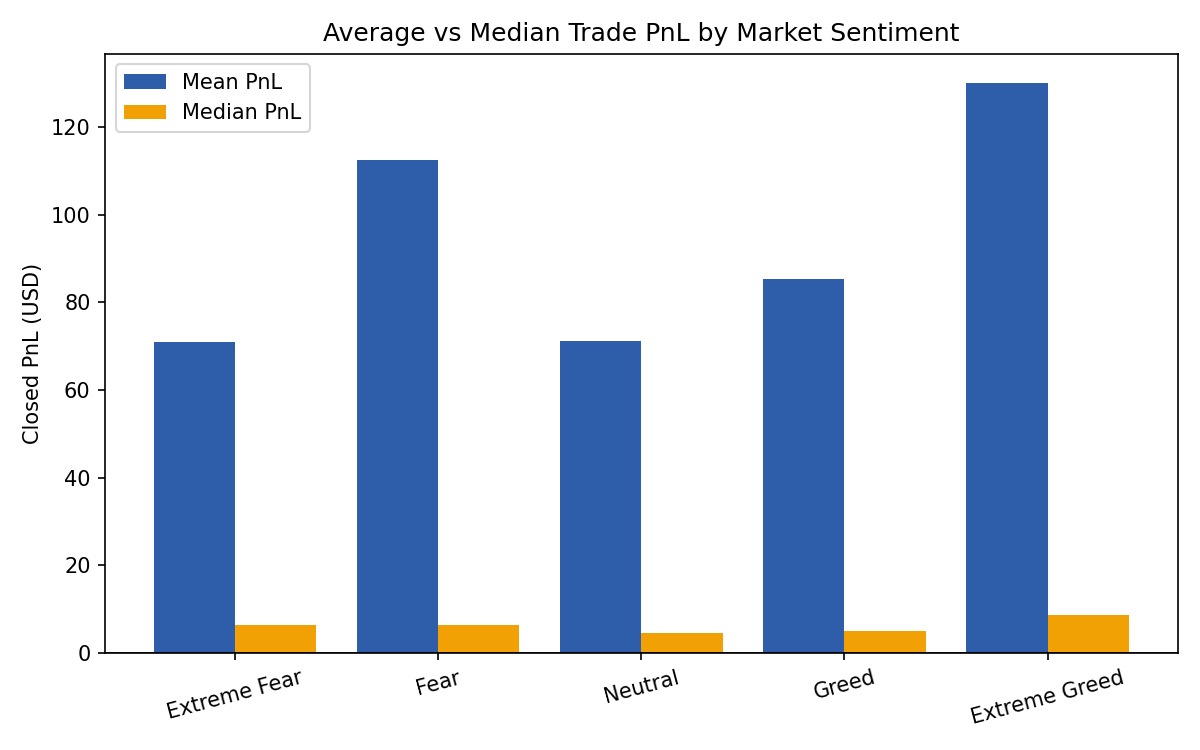 Average vs Median Trade PnL by Market Sentiment
Mean PnL
Median PnL
Closed PnL (USD)
120
100
80
60
40
20
0
Extreme Fear
Fear
Neutral
Greed
Extreme Greed